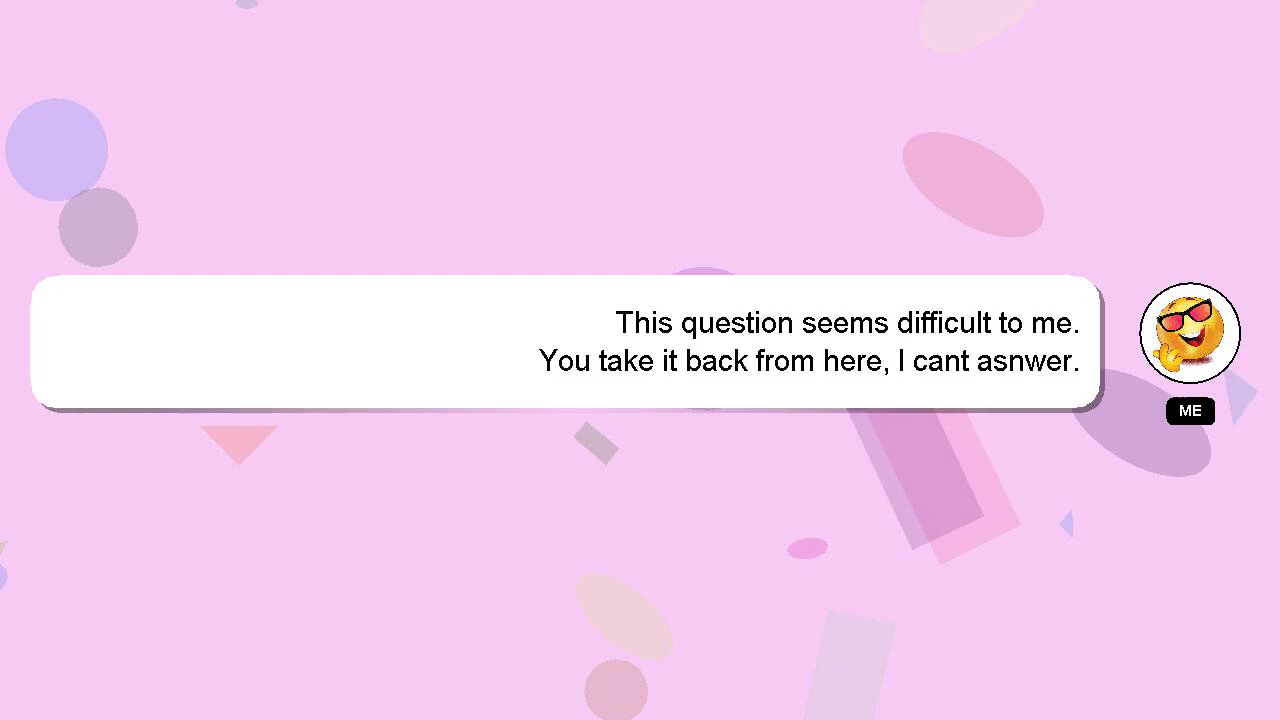 This question seems difficult to me.
You take it back from here, I cant asnwer.
ME